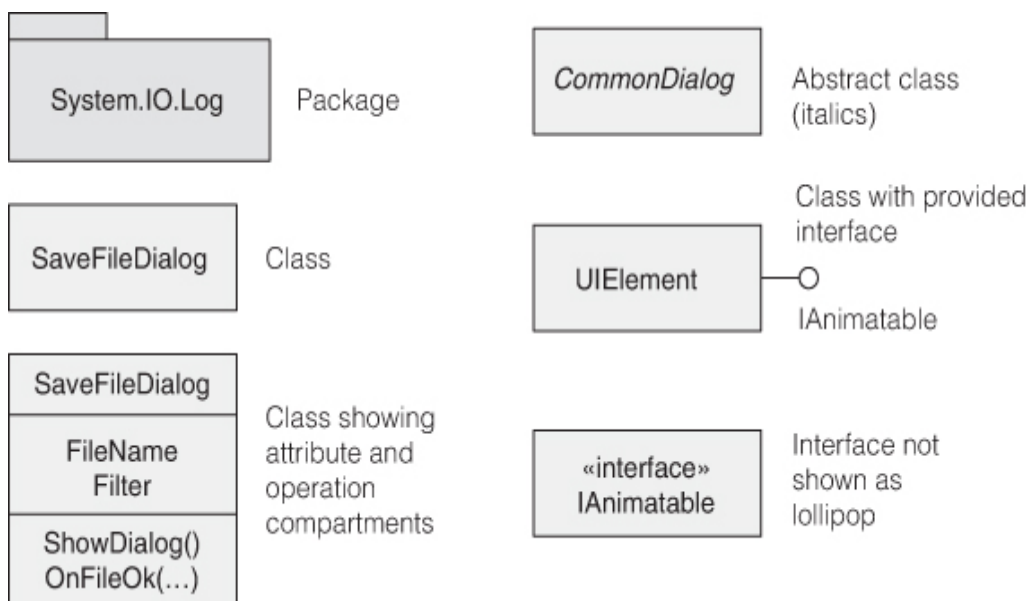 System.IO.Log
Package
SaveFileDialog
Class
SaveFileDialog
FileName
Filter
ShowDialog()
OnFileOk(…)
Class showing
attribute and
operation
compartments
CommonDialog
Abstract class
(italics)
Class with provided
interface
UIElement
IAnimatable
«interface»
IAnimatable
Interface not
shown as
lollipop